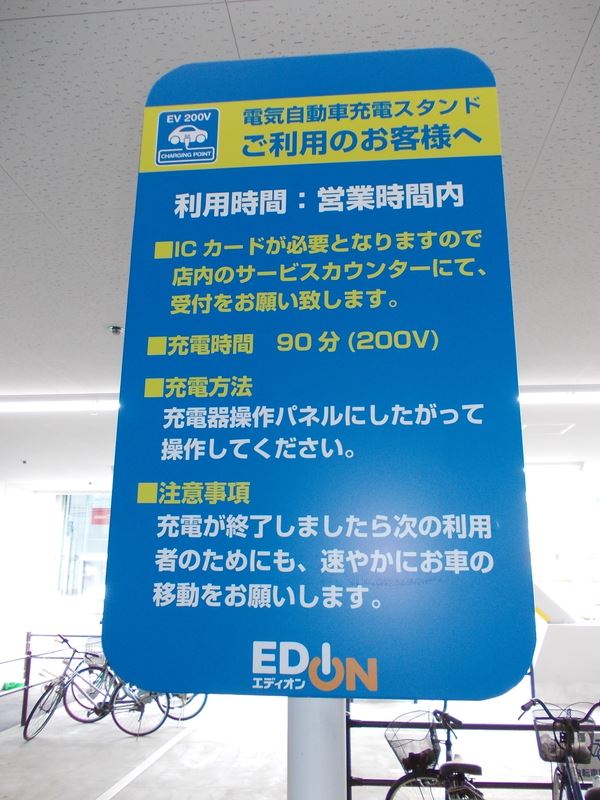 EV 200V
CHARGING POINT
電気自動車充電スタンド
ご利用のお客様へ
利用時間：営業時間内
■ICカードが必要となりますので
店内のサービスカウンターにて、
受付をお願い致します。
■充電時間　90分(200V)
■充電方法
充電器操作パネルにしたがって
操作してください。
■注意事項
充電が終了しましたら次の利用
者のためにも、速やかにお車の
移動をお願いします。
EDION
エディオン